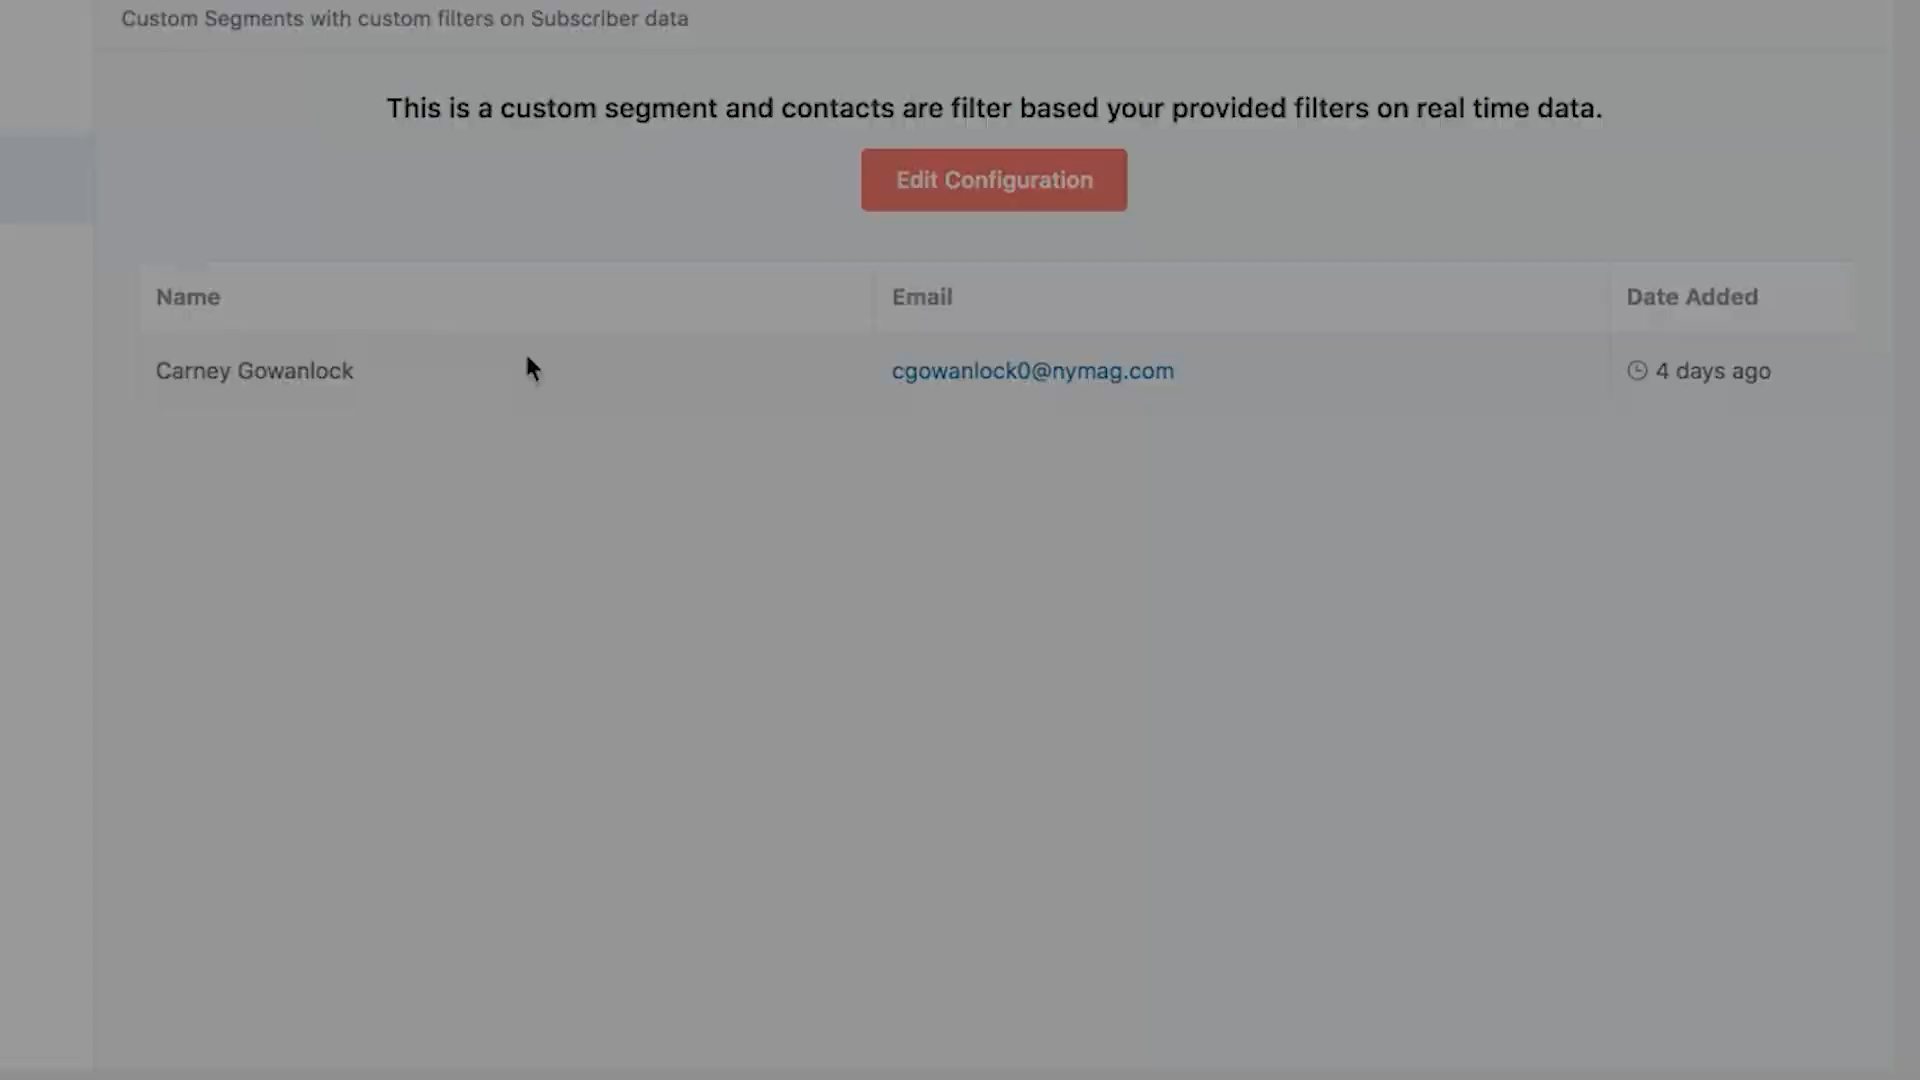 Custom Segments with custom filters on Subscriber data
This is a custom segment and contacts are filter based your provided filters on real time data.
Edit Configuration
Name Email Date Added
Carney Gowanlock cgowanlock0@nymag.com 4 days ago